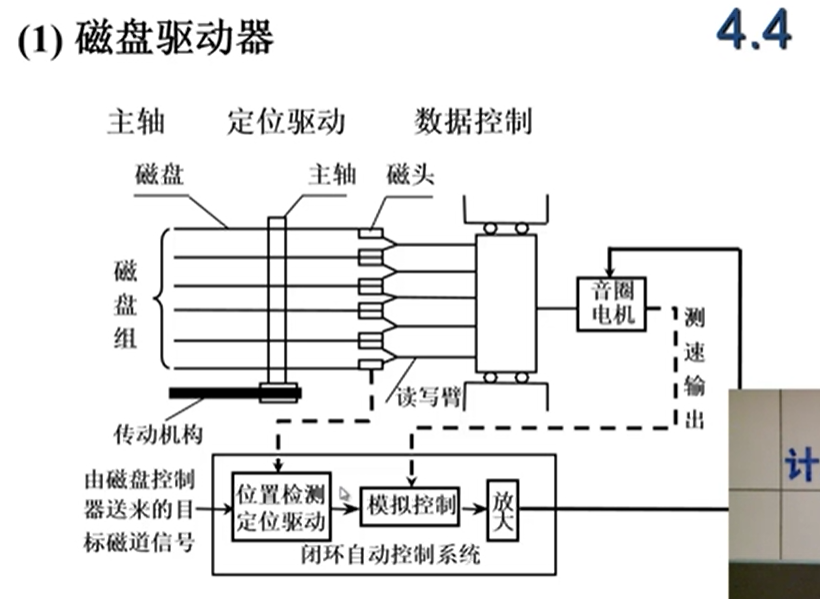 (1) 磁盘驱动器
4.4
主轴
定位驱动
数据控制
磁盘
主轴
磁头
磁盘组
音圈
电机
测速输出
读写臂
传动机构
由磁盘控制
器送来的目
标磁道信号
位置检测
定位驱动
模拟控制
放大
闭环自动控制系统
计